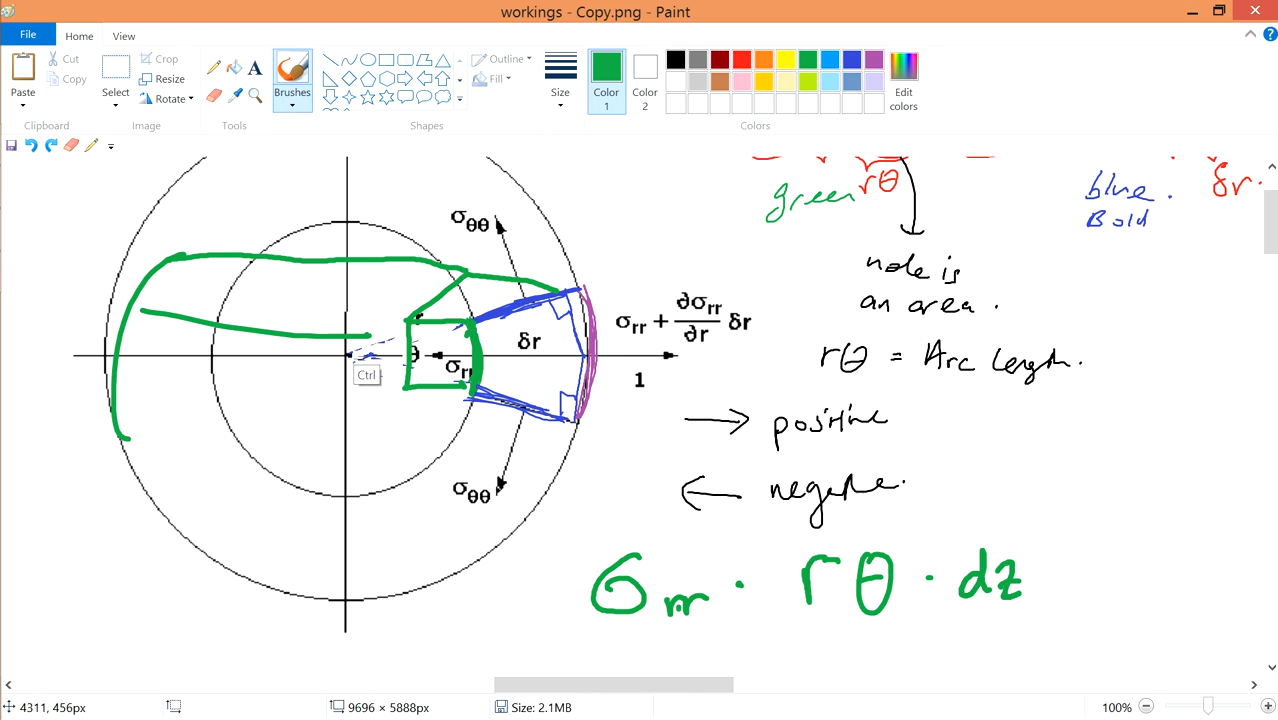 workings - Copy.png - Paint
File
Home
View
Paste
Cut
Copy
Clipboard
Select
Crop
Resize
Rotate
Image
Tools
Brushes
Shapes
Outline
Fill
Size
Color 1
Color 2
Edit colors
Colors
green
rθ
blue.
Bold
δr.
node is
an area.
rθ = Arc length.
→ positive
← negative.
σθθ
σrr + ∂σrr/∂r δr
1
δr
r
σr
θ
Ctrl
σθθ
σrr · rθ · dz
4311, 456px
9696 × 5888px
Size: 2.1MB
100%